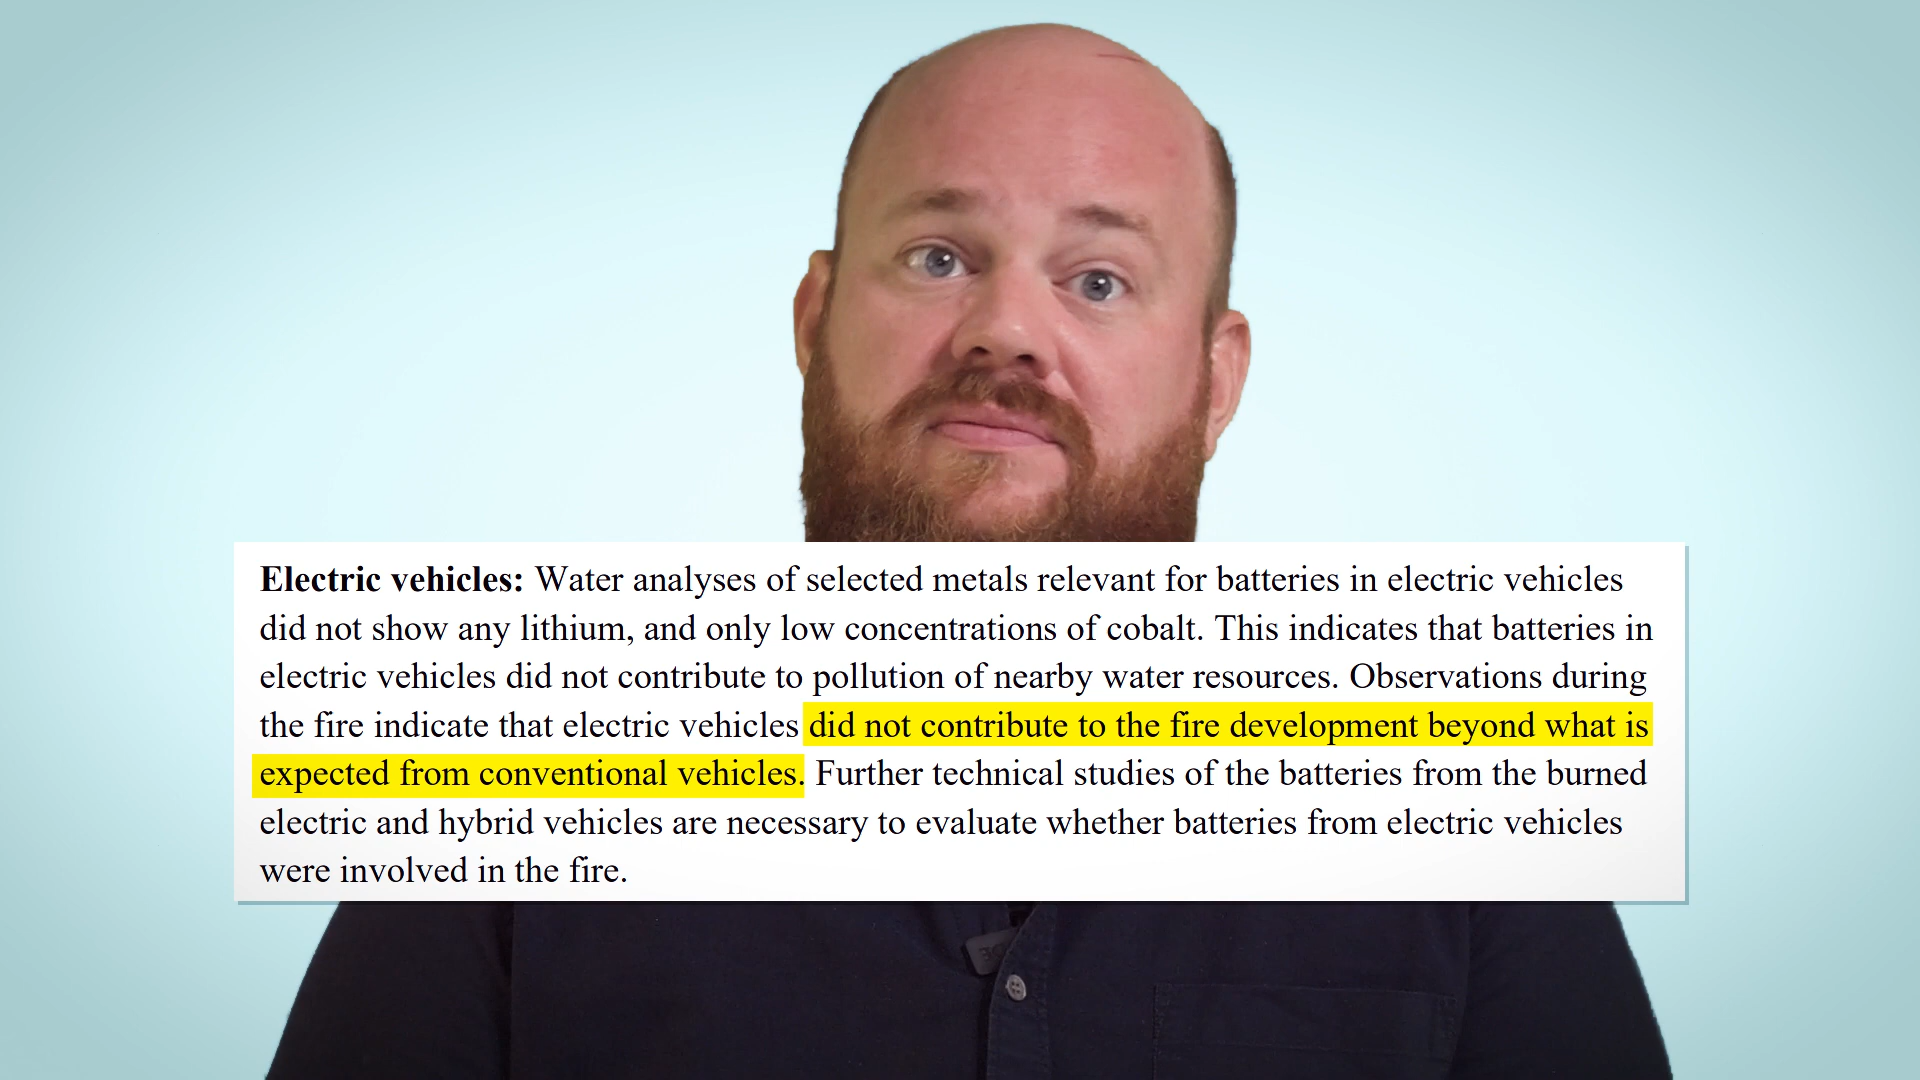 Electric vehicles: Water analyses of selected metals relevant for batteries in electric vehicles
did not show any lithium, and only low concentrations of cobalt. This indicates that batteries in
electric vehicles did not contribute to pollution of nearby water resources. Observations during
the fire indicate that electric vehicles did not contribute to the fire development beyond what is
expected from conventional vehicles. Further technical studies of the batteries from the burned
electric and hybrid vehicles are necessary to evaluate whether batteries from electric vehicles
were involved in the fire.